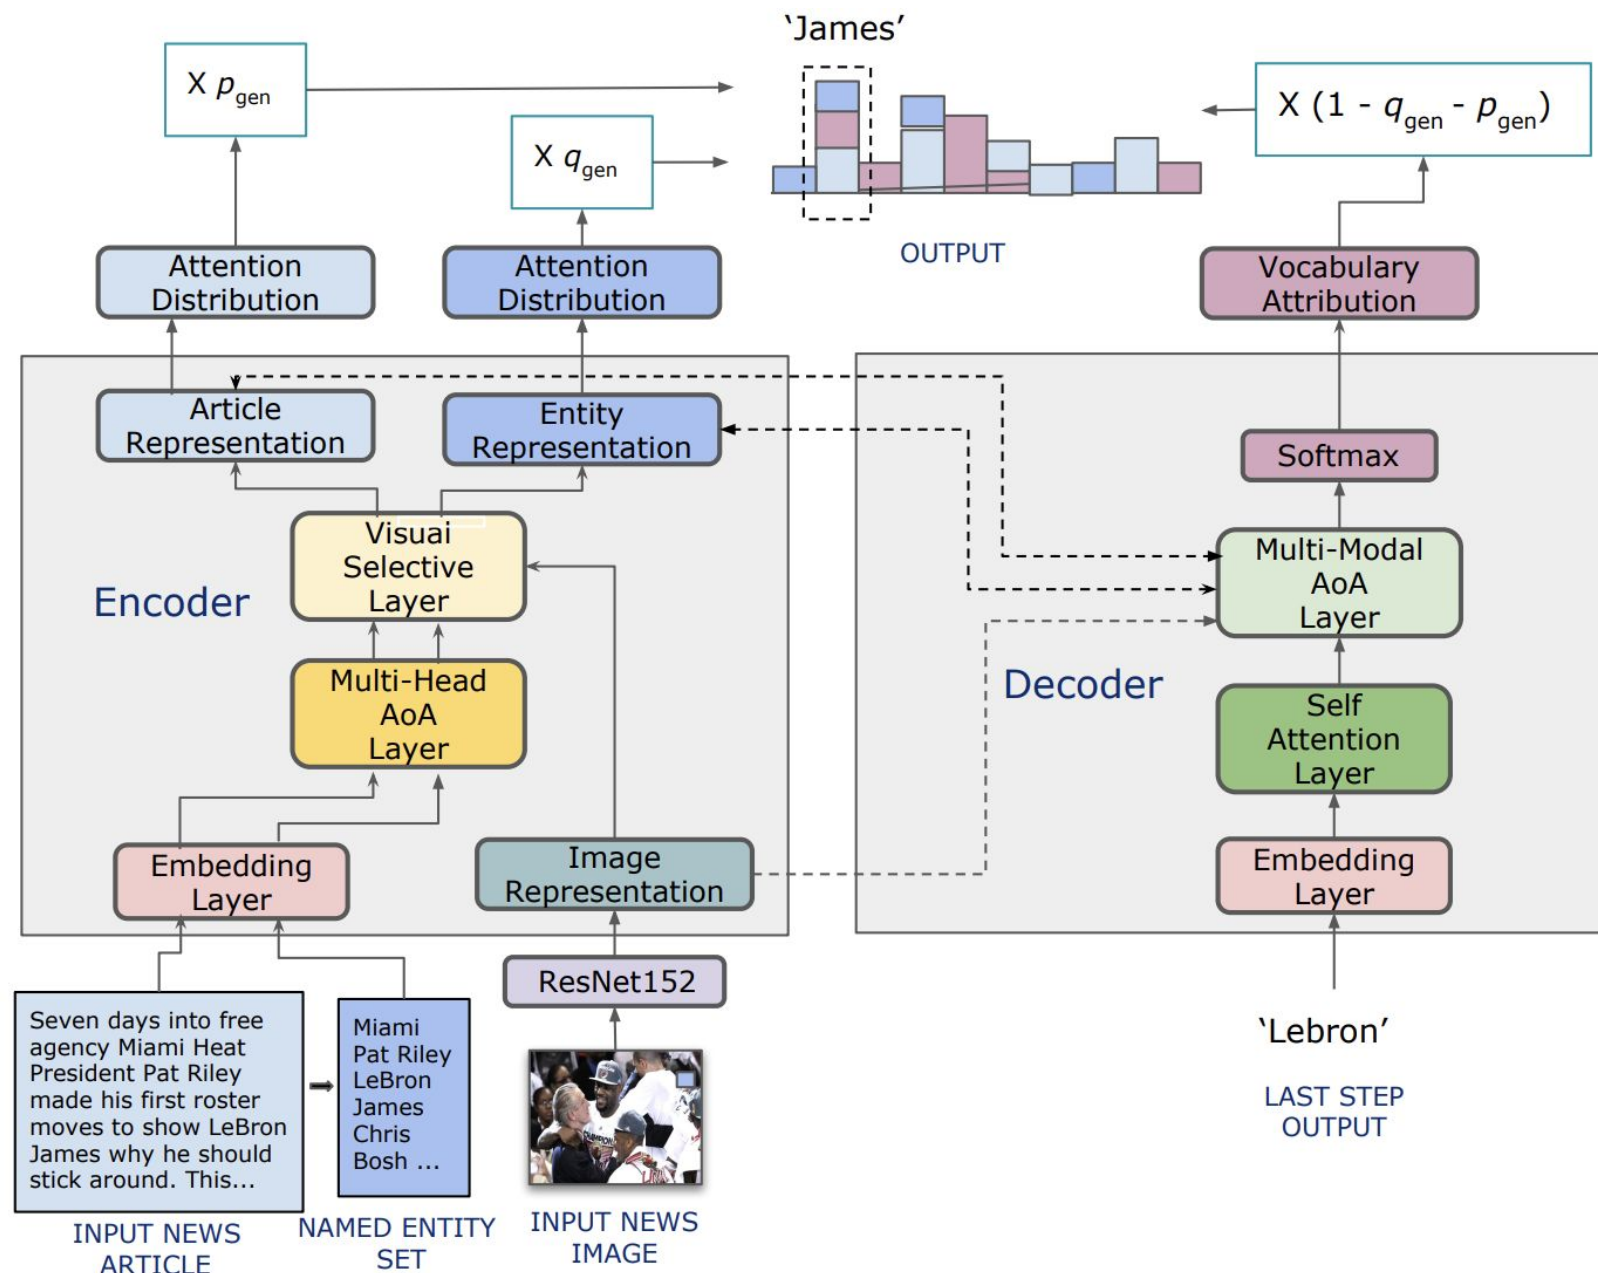 ‘James’
X p gen
X q gen
X (1 - q gen - p gen)
OUTPUT
Attention
Distribution
Attention
Distribution
Vocabulary
Attribution
Article
Representation
Entity
Representation
Softmax
Visual
Selective
Layer
Encoder
Multi-Modal
AoA
Layer
Multi-Head
AoA
Layer
Decoder
Self
Attention
Layer
Embedding
Layer
Image
Representation
Embedding
Layer
ResNet152
Seven days into free
agency Miami Heat
President Pat Riley
made his first roster
moves to show LeBron
James why he should
stick around. This...
Miami
Pat Riley
LeBron
James
Chris
Bosh ...
‘Lebron’
LAST STEP
OUTPUT
INPUT NEWS
ARTICLE
NAMED ENTITY
SET
INPUT NEWS
IMAGE